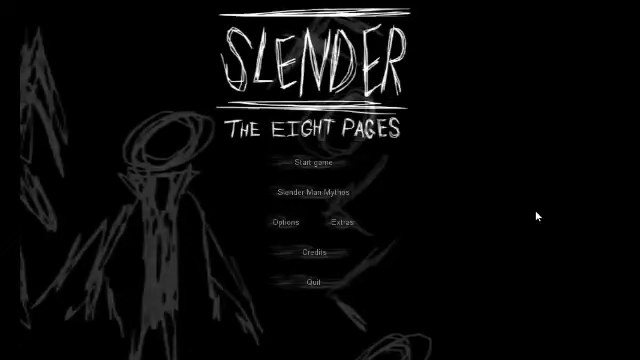 SLENDER
THE EIGHT PAGES
Start game
Slender Man Mythos
Options Extras
Credits
Quit